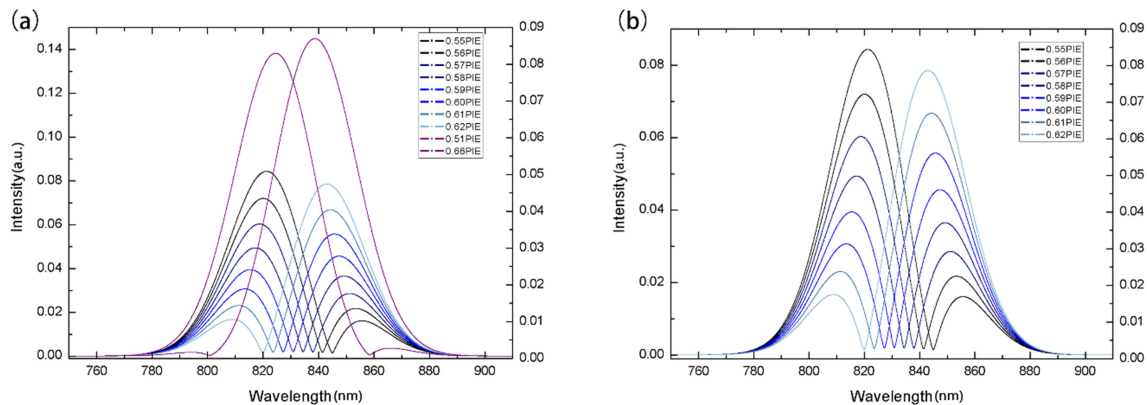 (a)
0.14
0.12
0.10
0.08
0.06
0.04
0.02
0.00
Intensity(a.u.)
0.09
0.08
0.07
0.06
0.05
0.04
0.03
0.02
0.01
0.00
0.55PIE
0.56PIE
0.57PIE
0.58PIE
0.59PIE
0.60PIE
0.61PIE
0.62PIE
0.51PIE
0.66PIE
760 780 800 820 840 860 880 900
Wavelength(nm)
(b)
0.08
0.06
0.04
0.02
0.00
Intensity(a.u.)
0.09
0.08
0.07
0.06
0.05
0.04
0.03
0.02
0.01
0.00
0.55PIE
0.56PIE
0.57PIE
0.58PIE
0.59PIE
0.60PIE
0.61PIE
0.62PIE
760 780 800 820 840 860 880 900
Wavelength(nm)